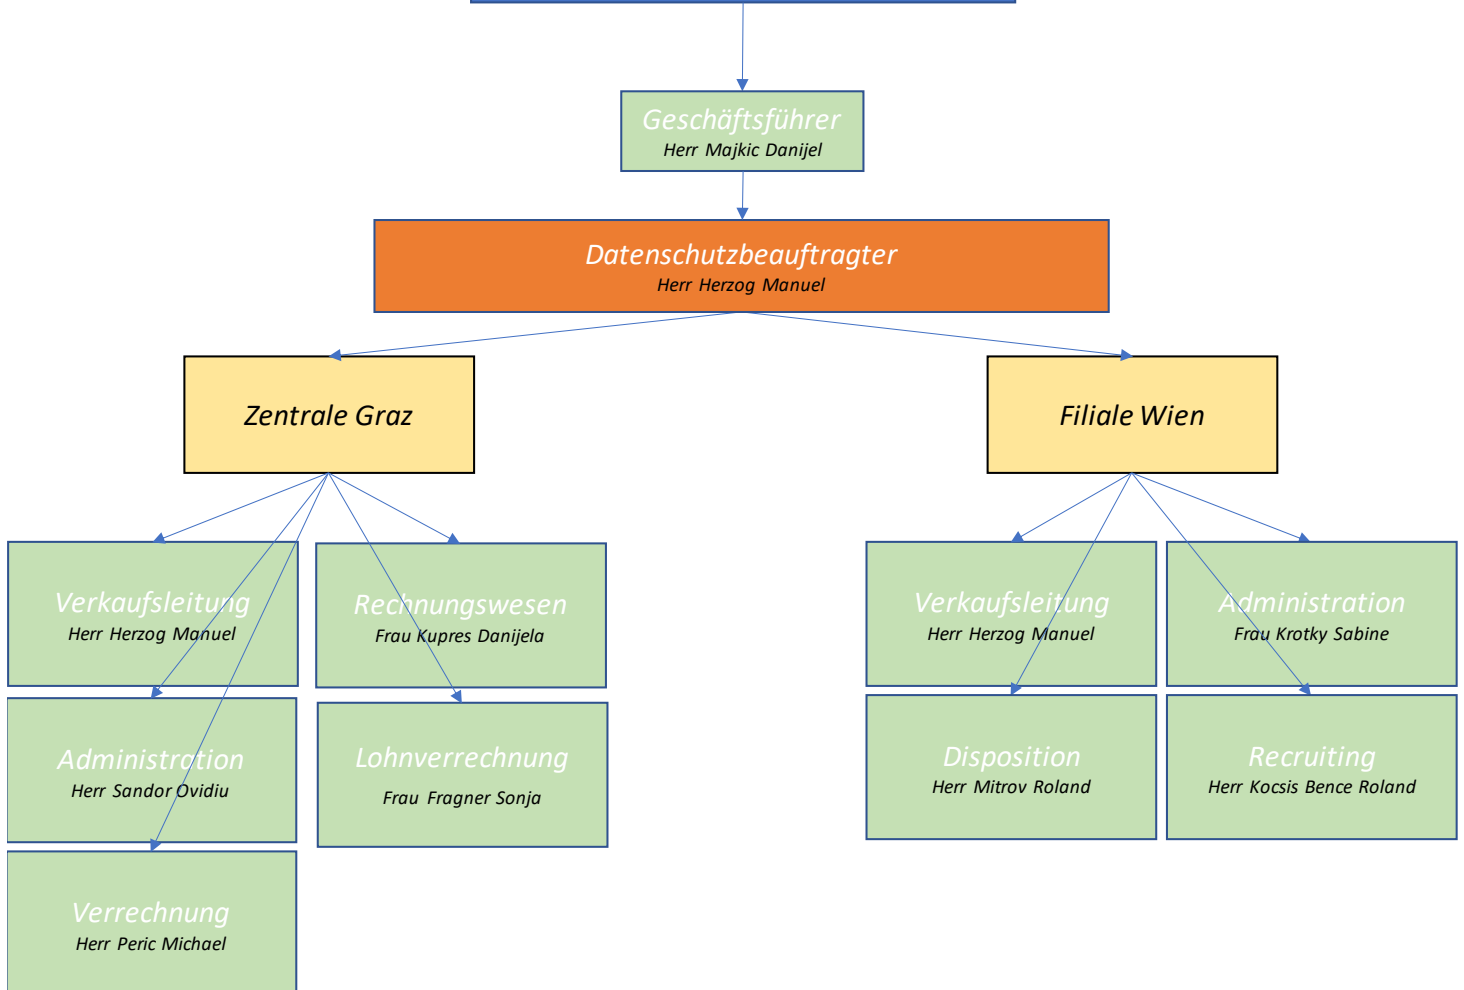 Geschäftsführer
Herr Majkic Danijel
Datenschutzbeauftragter
Herr Herzog Manuel
Zentrale Graz
Filiale Wien
Verkaufsleitung
Herr Herzog Manuel
Rechnungswesen
Frau Kupres Danijela
Administration
Herr Sandor Ovidiu
Lohnverrechnung
Frau Fragner Sonja
Verrechnung
Herr Peric Michael
Verkaufsleitung
Herr Herzog Manuel
Administration
Frau Krotky Sabine
Disposition
Herr Mitrov Roland
Recruiting
Herr Kocsis Bence Roland